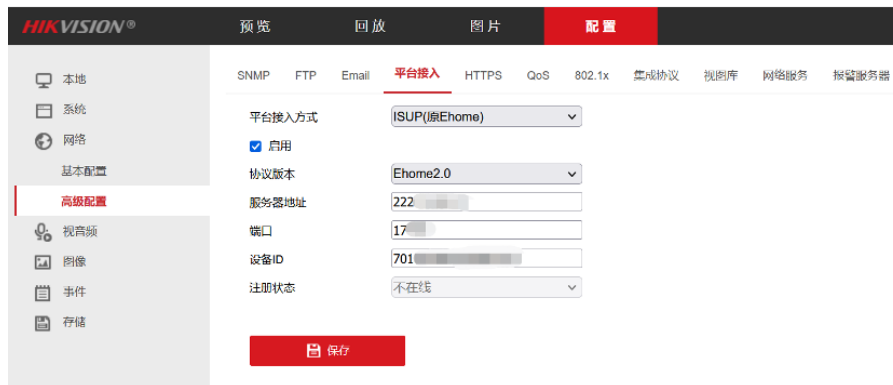 HIKVISION®
预览 回放 图片 配置
本地
系统
网络
基本配置
高级配置
视音频
图像
事件
存储
SNMP FTP Email 平台接入 HTTPS QoS 802.1x 集成协议 视图库 网络服务 报警服务器
平台接入方式 ISUP(原Ehome)
启用
协议版本 Ehome2.0
服务器地址 222
端口 17
设备ID 701
注册状态 不在线
保存